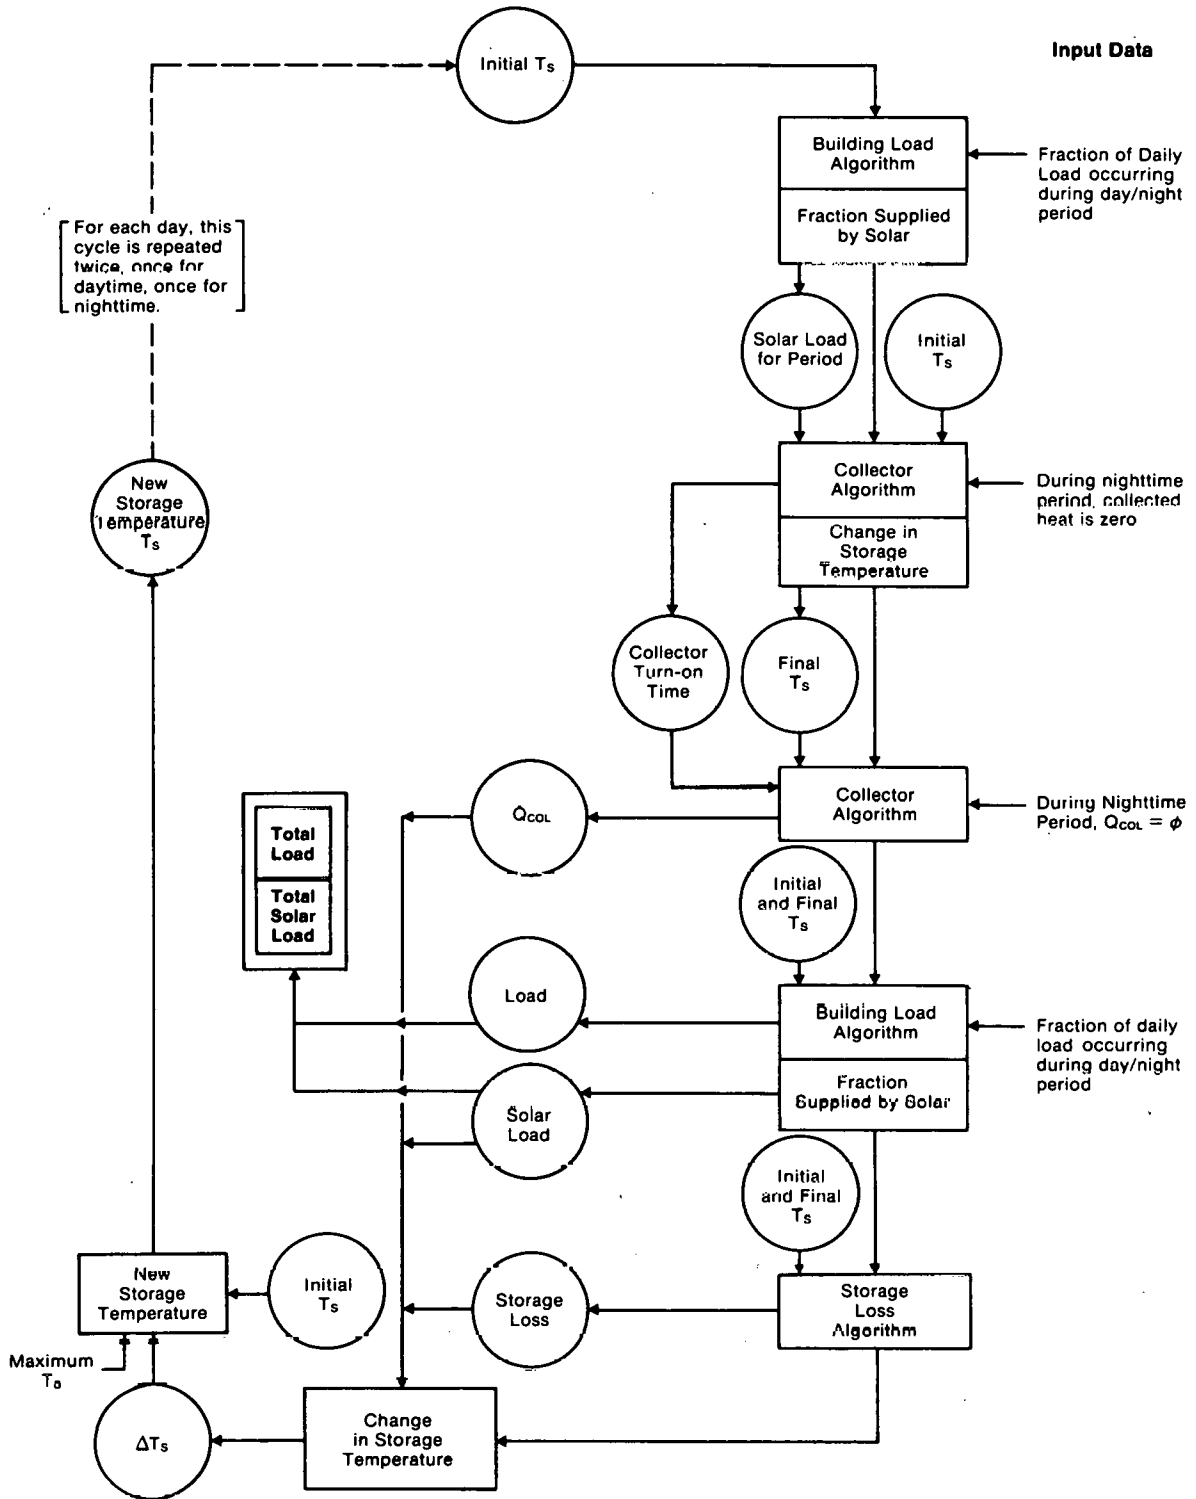 Input Data
Initial Ts
Building Load
Algorithm
Fraction Supplied
by Solar
Fraction of Daily
Load occurring
during day/night
period
[For each day, this
cycle is repeated
twice, once for
daytime, once for
nighttime.]
Solar Load
for Period
Initial
Ts
Collector
Algorithm
Change in
Storage
Temperature
During nighttime
period, collected
heat is zero
New
Storage
Temperature
Ts
Collector
Turn-on
Time
Final
Ts
Collector
Algorithm
During Nighttime
Period, QCOL = ϕ
QCOL
Total
Load
Total
Solar
Load
Initial
and Final
Ts
Load
Building Load
Algorithm
Fraction
Supplied by Solar
Fraction of daily
load occurring
during day/night
period
Solar
Load
Initial
and Final
Ts
New
Storage
Temperature
Initial
Ts
Storage
Loss
Storage
Loss
Algorithm
Maximum
Ts
ΔTs
Change
in Storage
Temperature